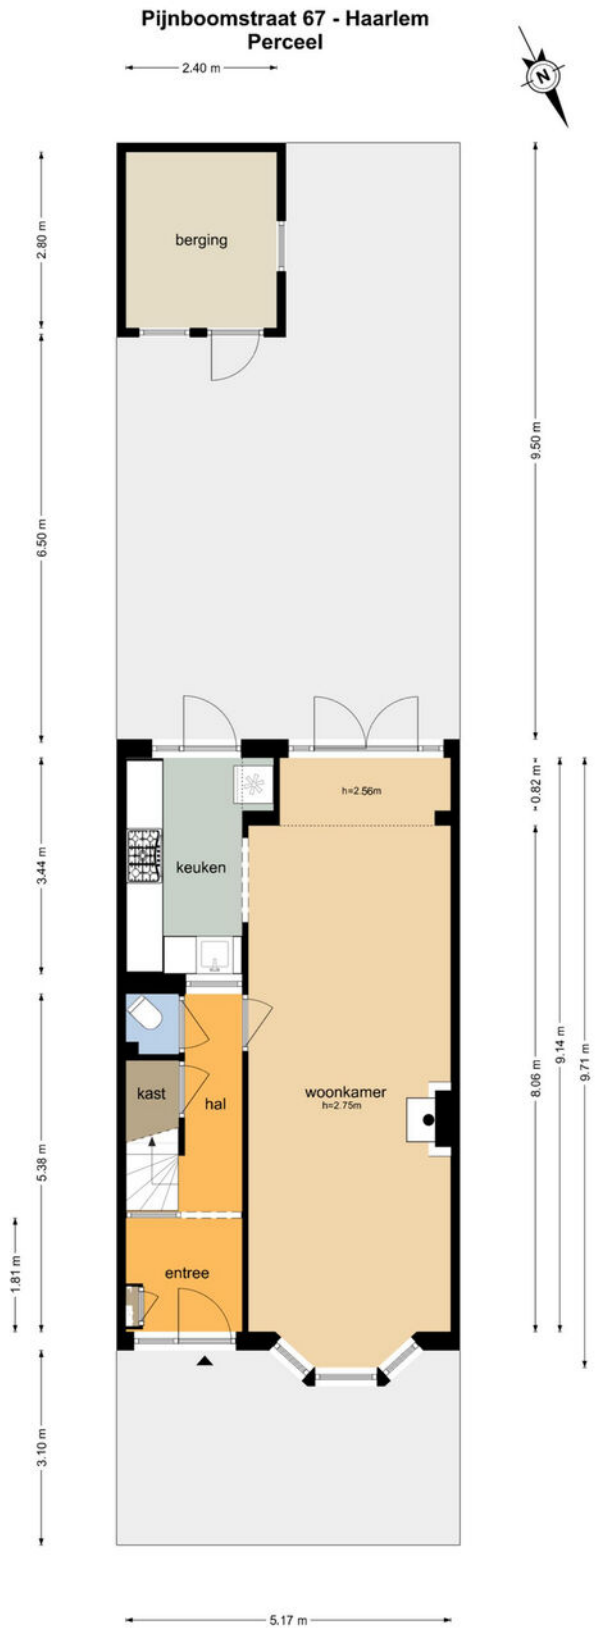 Pijnboomstraat 67 - Haarlem
Perceel
2.40 m
N
2.80 m
berging
6.50 m
9.50 m
h=2.56m
0.82 m
keuken
3.44 m
9.14 m
9.71 m
8.06 m
kast
hal
woonkamer
h=2.75m
5.38 m
1.81 m
entree
3.10 m
5.17 m